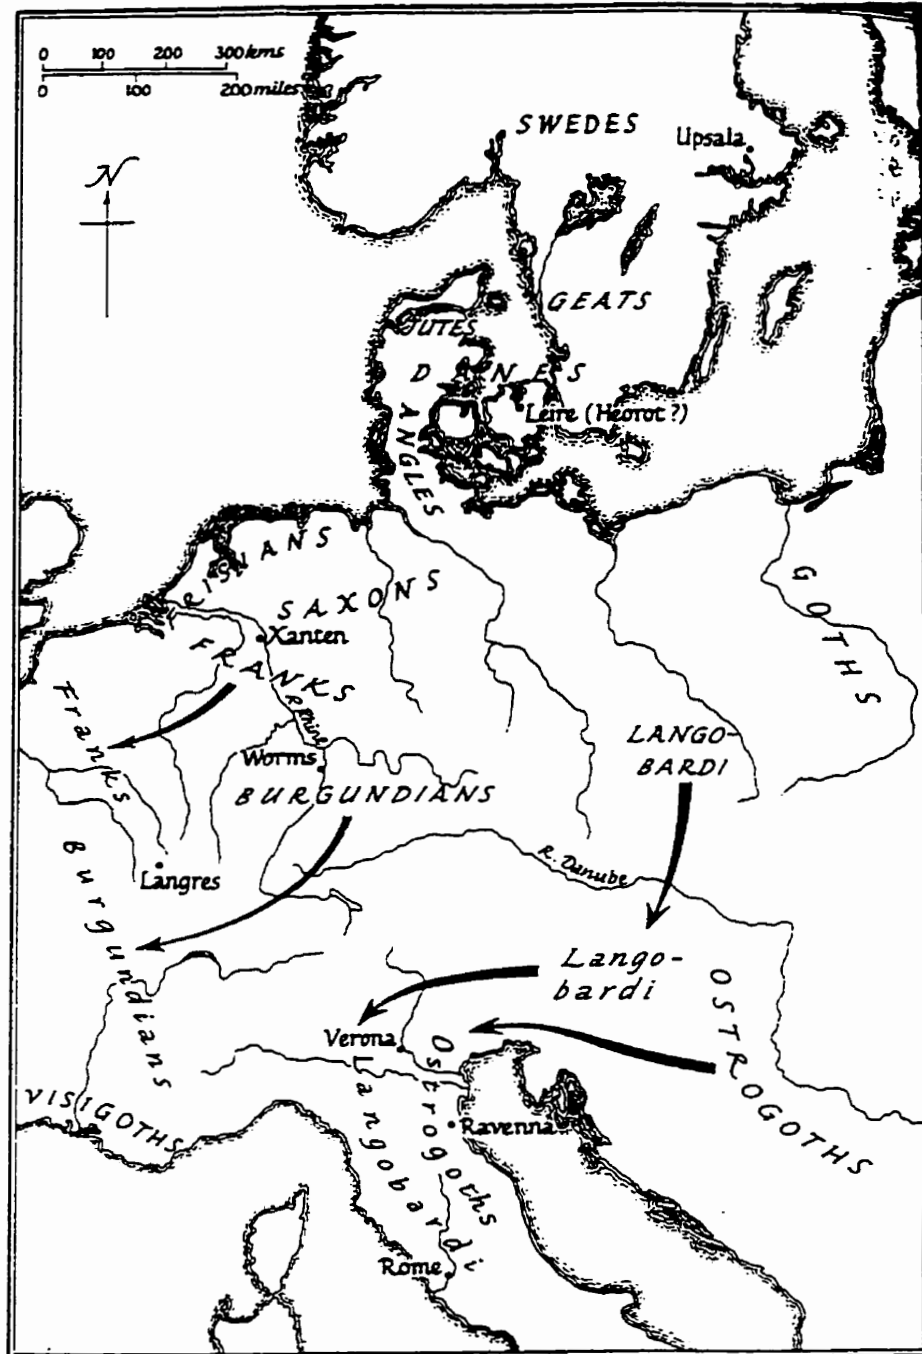 0 100 200 300 kms
0 100 200 miles
N
SWEDES
Upsala
GEATS
JUTES
DANES
Leire (Heorot?)
ANGLES
FRISIANS
SAXONS
GOTHS
Xanten
FRANKS
Franks
R. Rhine
LANGO-
BARDI
Worms
BURGUNDIANS
Langres
R. Danube
Burgundians
Lango-
bardi
OSTROGOTHS
Verona
Ostrogoths
Langobardi
VISIGOTHS
Ravenna
Rome